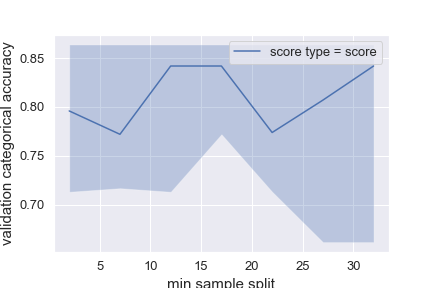 score type = score
validation categorical accuracy
0.85
0.80
0.75
0.70
5 10 15 20 25 30
min sample split